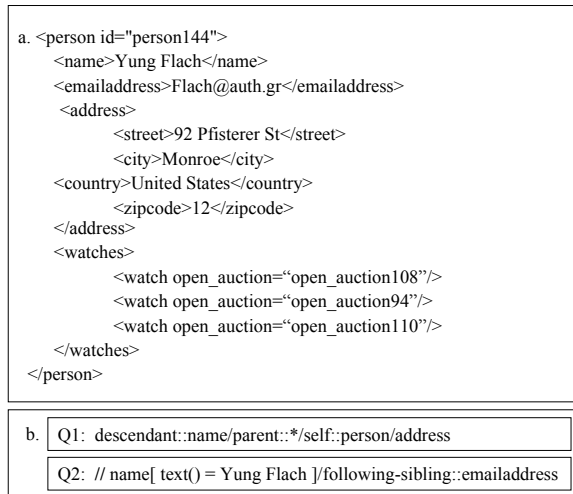 a. <person id="person144">
<name>Yung Flach</name>
<emailaddress>Flach@auth.gr</emailaddress>
<address>
<street>92 Pfisterer St</street>
<city>Monroe</city>
<country>United States</country>
<zipcode>12</zipcode>
</address>
<watches>
<watch open_auction=“open_auction108”/>
<watch open_auction=“open_auction94”/>
<watch open_auction=“open_auction110”/>
</watches>
</person>
b. Q1: descendant::name/parent::*/self::person/address
Q2: // name[ text() = Yung Flach ]/following-sibling::emailaddress